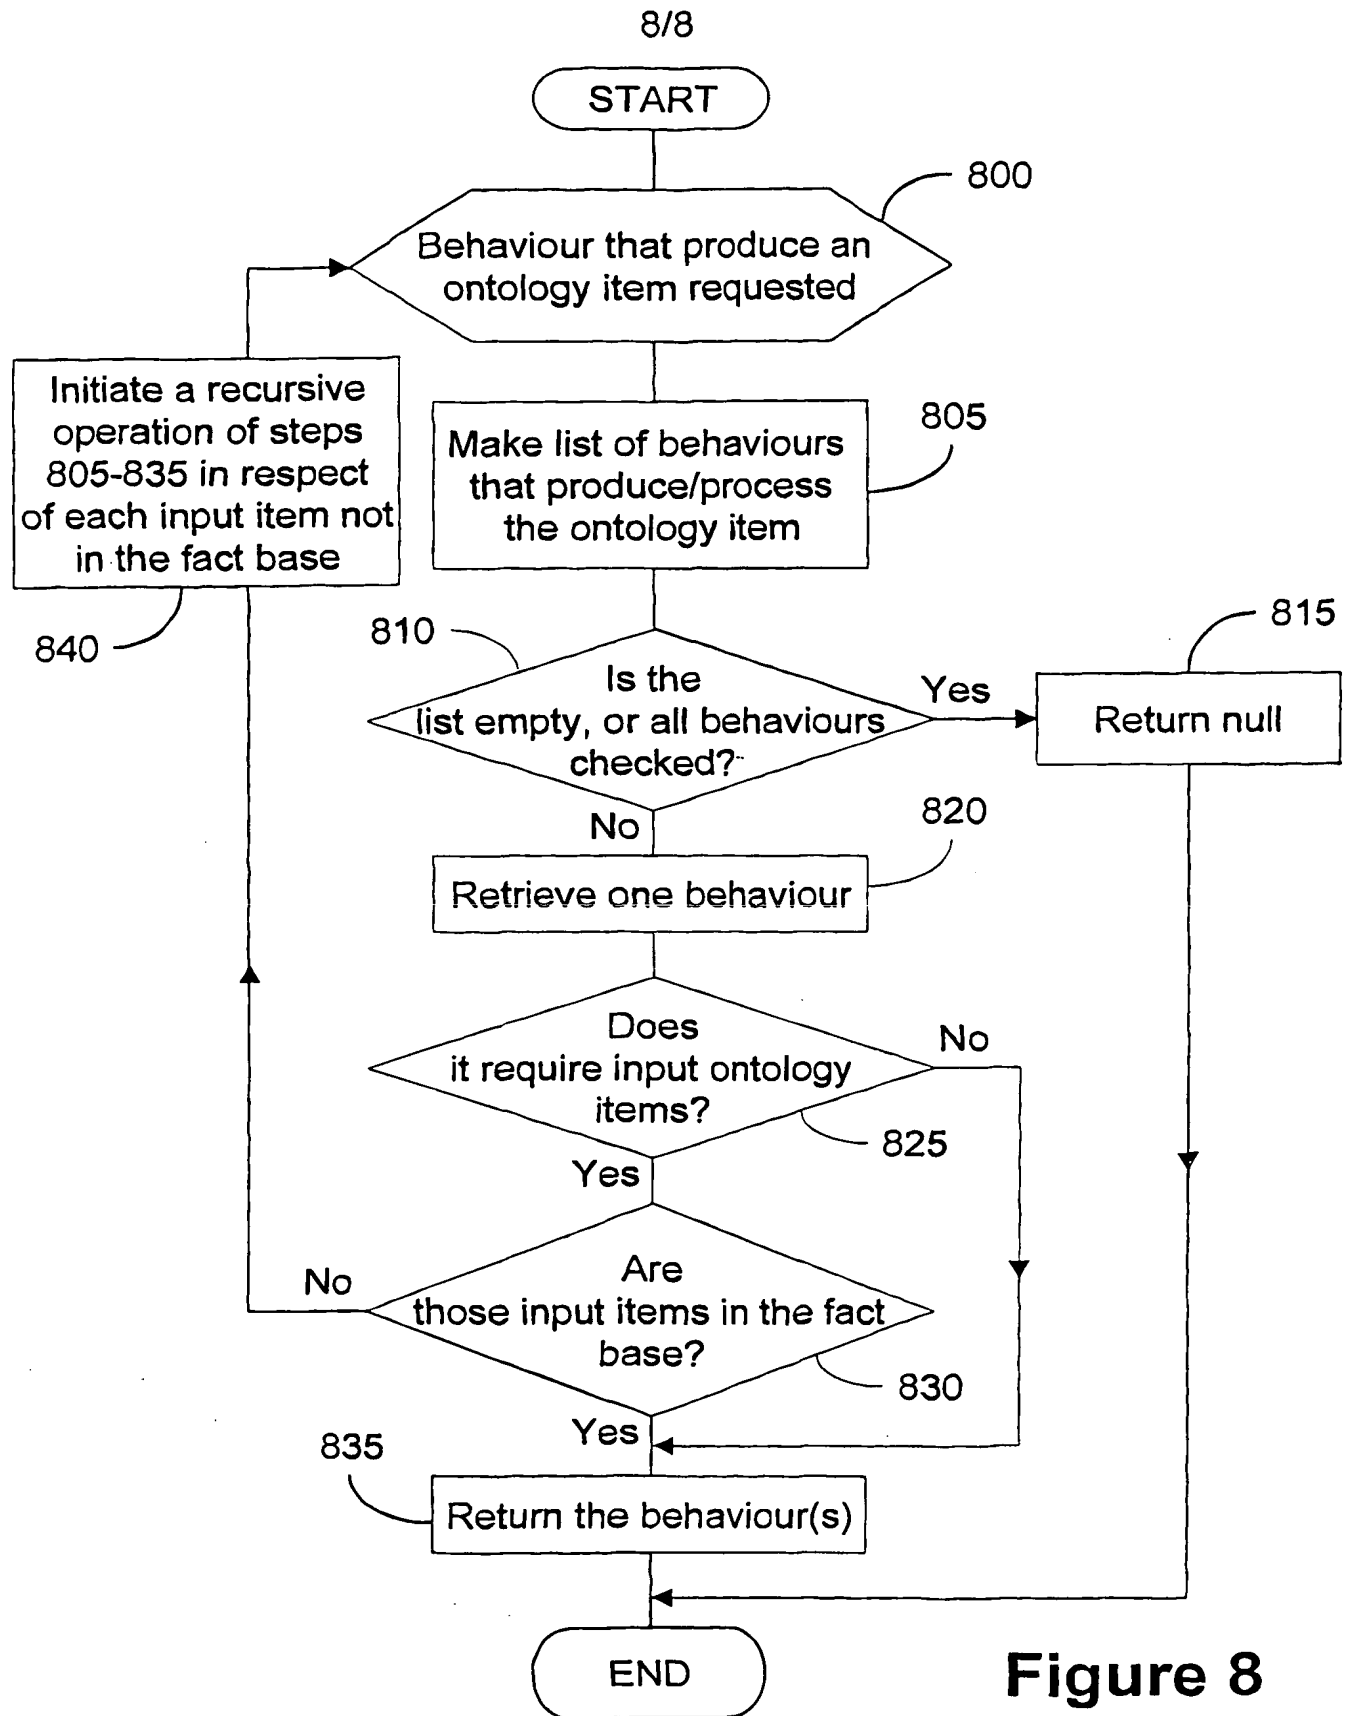 8/8
START
800
Behaviour that produce an
ontology item requested
Initiate a recursive
operation of steps
805-835 in respect
of each input item not
in the fact base
840
805
Make list of behaviours
that produce/process
the ontology item
810
Is the
list empty, or all behaviours
checked?
Yes
815
Return null
No
820
Retrieve one behaviour
Does
it require input ontology
items?
No
825
Yes
Are
those input items in the fact
base?
No
830
Yes
835
Return the behaviour(s)
END
Figure 8